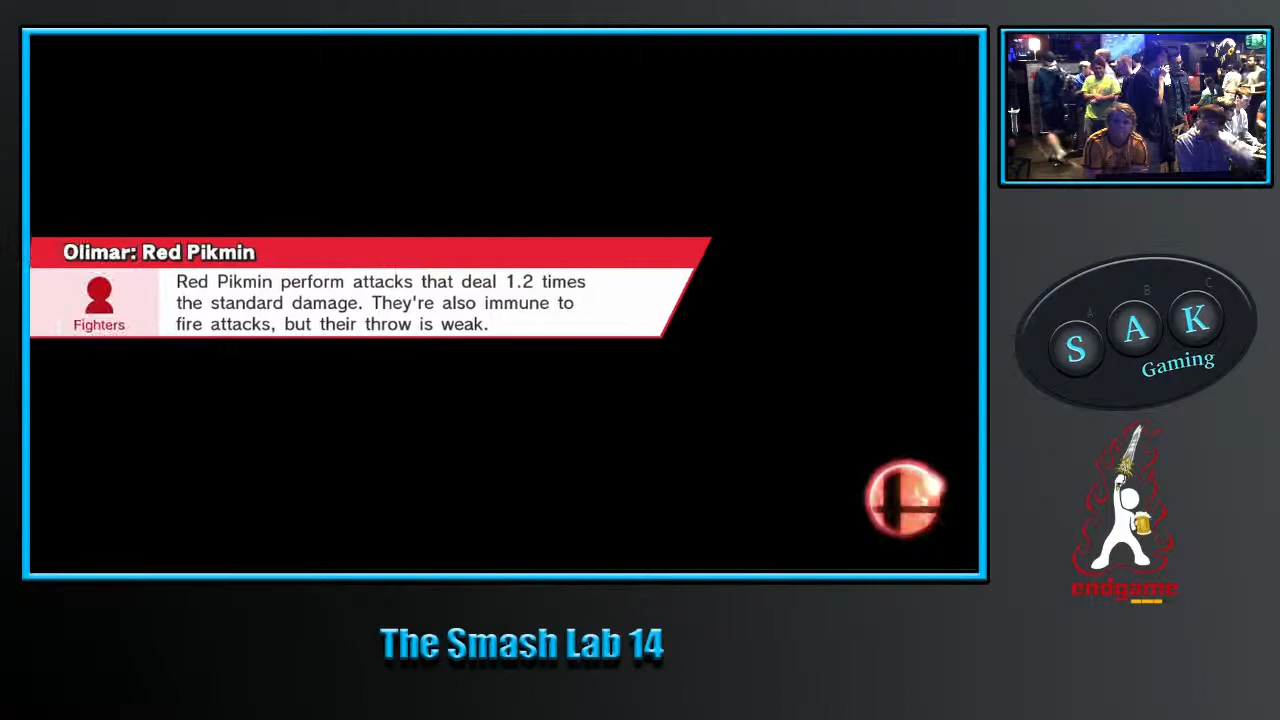 Olimar: Red Pikmin
Fighters
Red Pikmin perform attacks that deal 1.2 times
the standard damage. They're also immune to
fire attacks, but their throw is weak.
A B C
S A K
Gaming
endgame
The Smash Lab 14